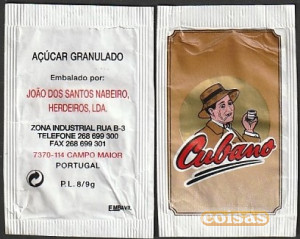 AÇÚCAR GRANULADO
Embalado por:
JOÃO DOS SANTOS NABEIRO,
HERDEIROS, LDA.
ZONA INDUSTRIAL RUA B-3
TELEFONE 268 699 300
FAX 268 699 301
7370-114 CAMPO MAIOR
PORTUGAL
P.L. 8/9g
Cubano
coisas